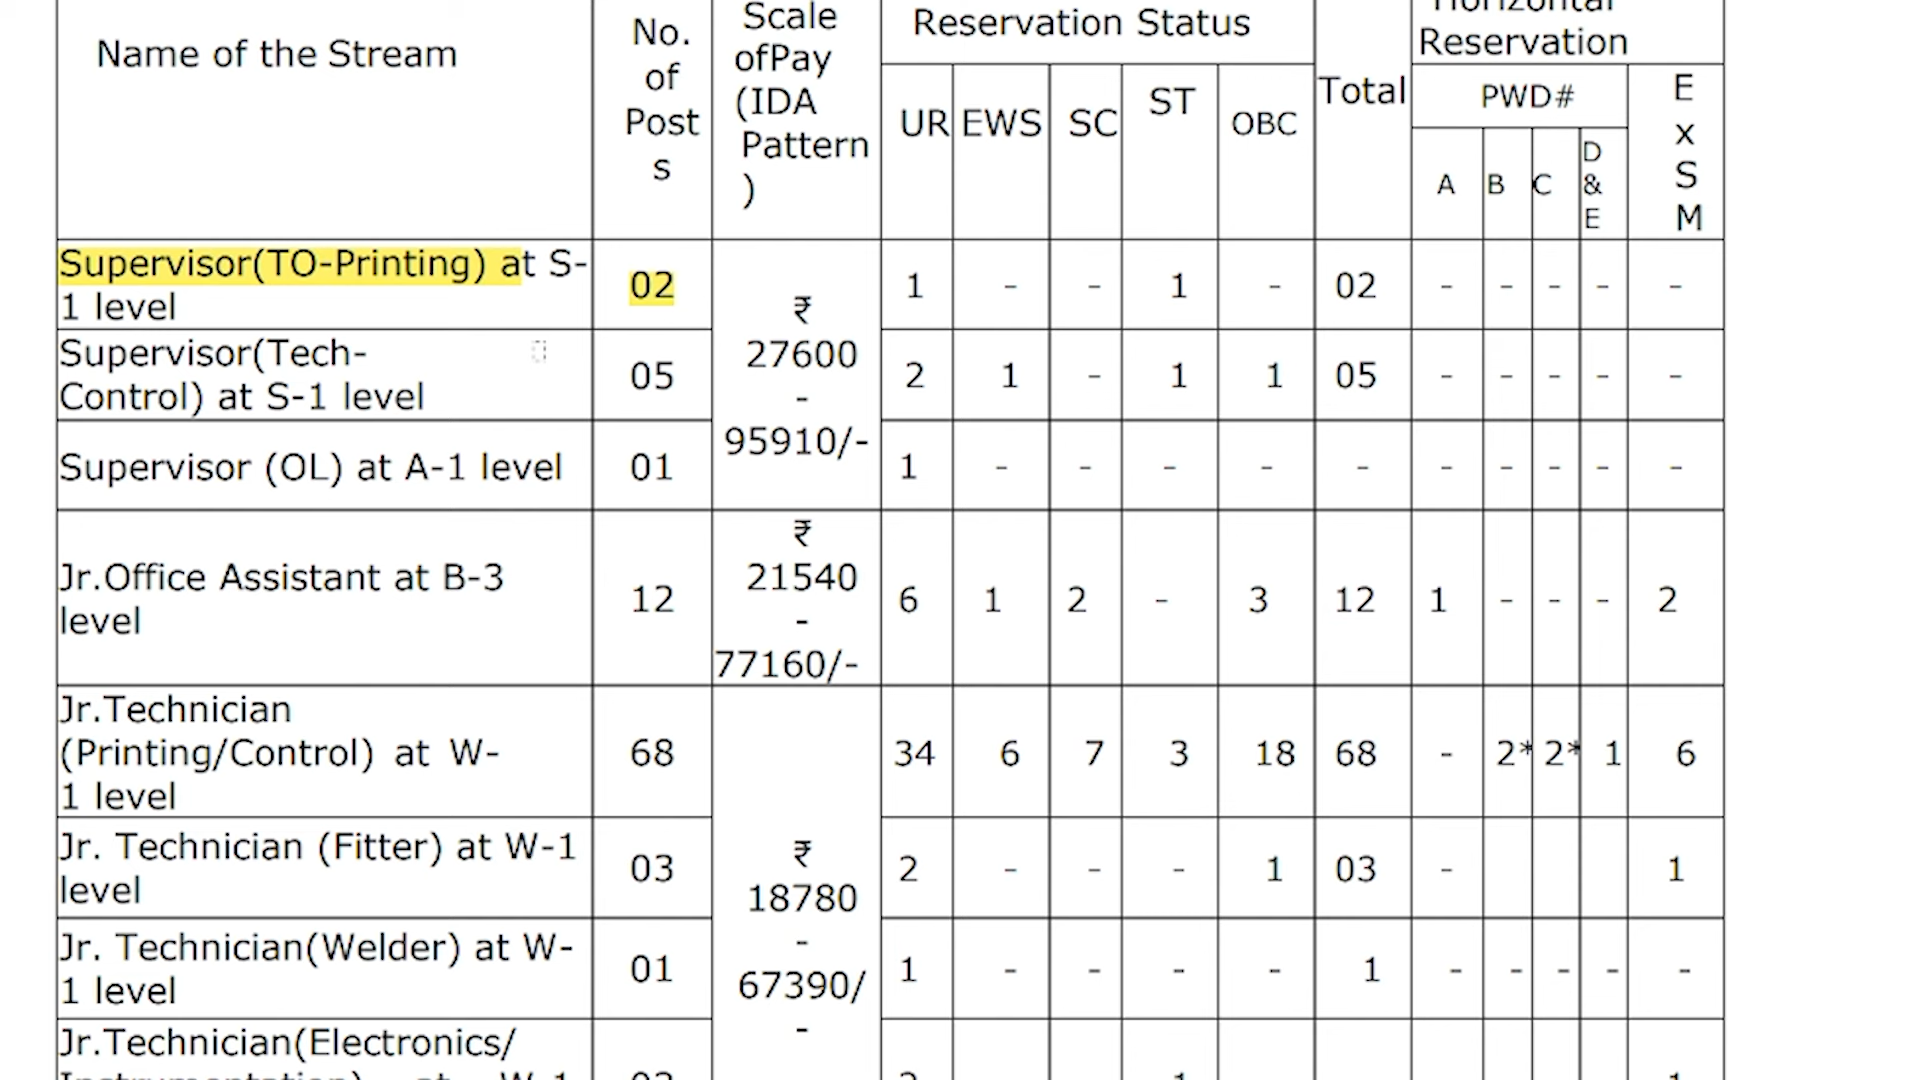 Name of the Stream
No.
of
Post
s
Scale
ofPay
(IDA
Pattern
)
Reservation Status
UR EWS SC ST OBC
Total
Horizontal
Reservation
PWD#
A B C D
&
E
E
x
S
M
Supervisor(TO-Printing) at S-
1 level
02
₹
27600
-
95910/-
1 - - 1 - 02 - - - - -
Supervisor(Tech-
Control) at S-1 level
05
2 1 - 1 1 05 - - - - -
Supervisor (OL) at A-1 level
01
1 - - - - - - - - - -
Jr.Office Assistant at B-3
level
12
₹
21540
-
77160/-
6 1 2 - 3 12 1 - - - 2
Jr.Technician
(Printing/Control) at W-
1 level
68
34 6 7 3 18 68 - 2* 2* 1 6
Jr. Technician (Fitter) at W-1
level
03
₹
18780
-
67390/
-
2 - - - 1 03 - 1
Jr. Technician(Welder) at W-
1 level
01
1 - - - - 1 - - - - -
Jr.Technician(Electronics/